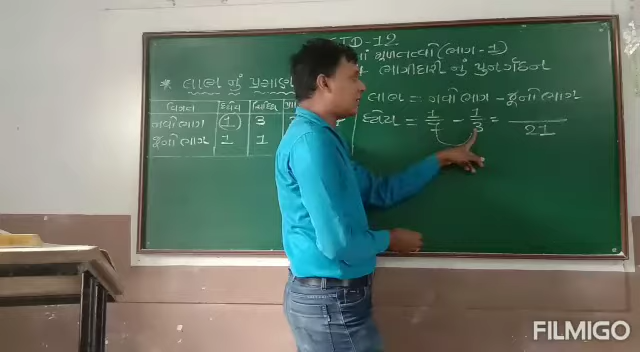 STD-12
મૂળતત્વો (ભાગ-1)
ભાગીદારી નું પુનર્ગઠન
* લાભ નું પ્રમાણ
લાભ = નવો ભાગ - જૂનો ભાગ
વિગત
નવો ભાગ 1 3
જૂનો ભાગ 1 1
ધ્યેય = 1/7 - 1/3 = /21
FILMIGO